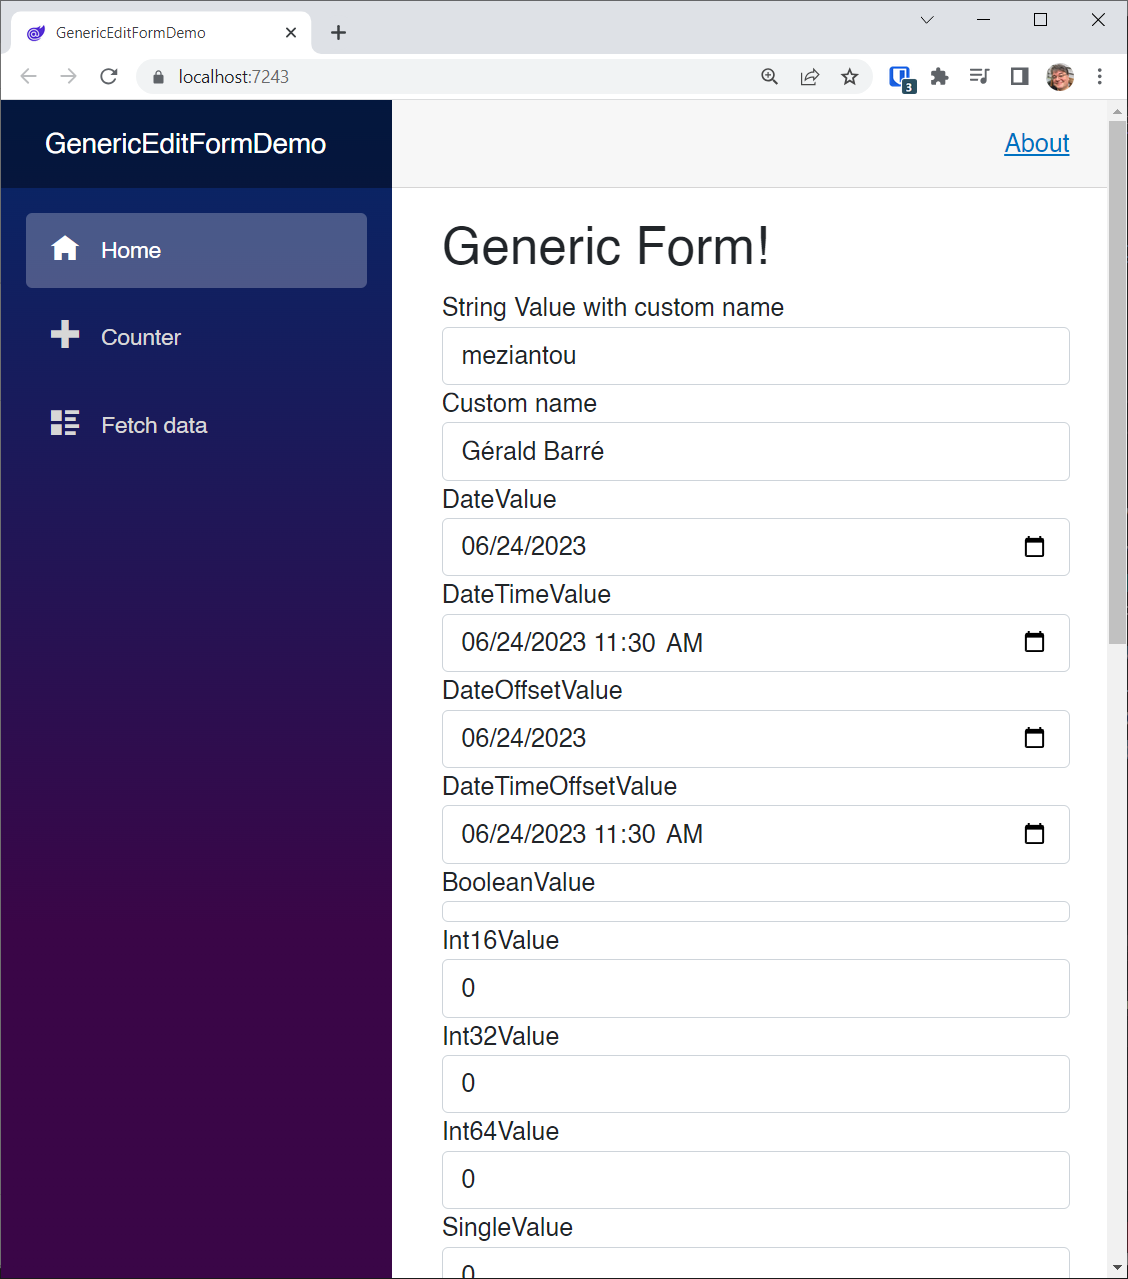 GenericEditFormDemo
localhost:7243
3
GenericEditFormDemo
About
Home
Counter
Fetch data
Generic Form!
String Value with custom name
meziantou
Custom name
Gérald Barré
DateValue
06/24/2023
DateTimeValue
06/24/2023 11:30 AM
DateOffsetValue
06/24/2023
DateTimeOffsetValue
06/24/2023 11:30 AM
BooleanValue
Int16Value
0
Int32Value
0
Int64Value
0
SingleValue
0